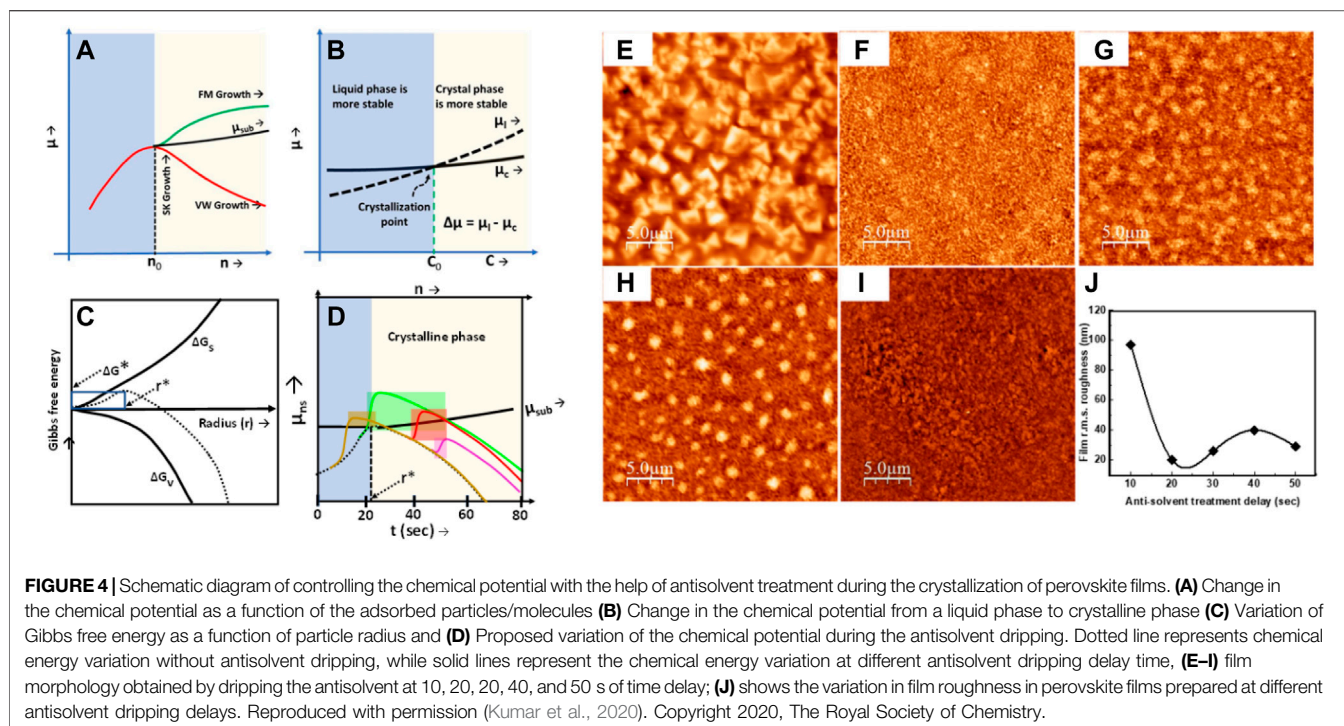 A
μ →
FM Growth →
μsub →
SK Growth →
VW Growth →
n₀
n →
B
μ →
Liquid phase is
more stable
Crystal phase
is more stable
μl →
μc →
Crystallization
point
Δμ = μl - μc
C₀
C →
C
Gibbs free energy →
ΔGs
ΔG*
r*
Radius (r) →
ΔGv
n →
D
Crystalline phase
μns →
μsub →
r*
0 20 40 60 80
t (sec) →
E
5.0μm
F
5.0μm
G
5.0μm
H
5.0μm
I
5.0μm
J
Film r.m.s. roughness (nm)
120
100
80
60
40
20
10 20 30 40 50
Anti-solvent treatment delay (sec)
FIGURE 4 | Schematic diagram of controlling the chemical potential with the help of antisolvent treatment during the crystallization of perovskite films. (A) Change in
the chemical potential as a function of the adsorbed particles/molecules (B) Change in the chemical potential from a liquid phase to crystalline phase (C) Variation of
Gibbs free energy as a function of particle radius and (D) Proposed variation of the chemical potential during the antisolvent dripping. Dotted line represents chemical
energy variation without antisolvent dripping, while solid lines represent the chemical energy variation at different antisolvent dripping delay time, (E–I) film
morphology obtained by dripping the antisolvent at 10, 20, 20, 40, and 50 s of time delay; (J) shows the variation in film roughness in perovskite films prepared at different
antisolvent dripping delays. Reproduced with permission (Kumar et al., 2020). Copyright 2020, The Royal Society of Chemistry.